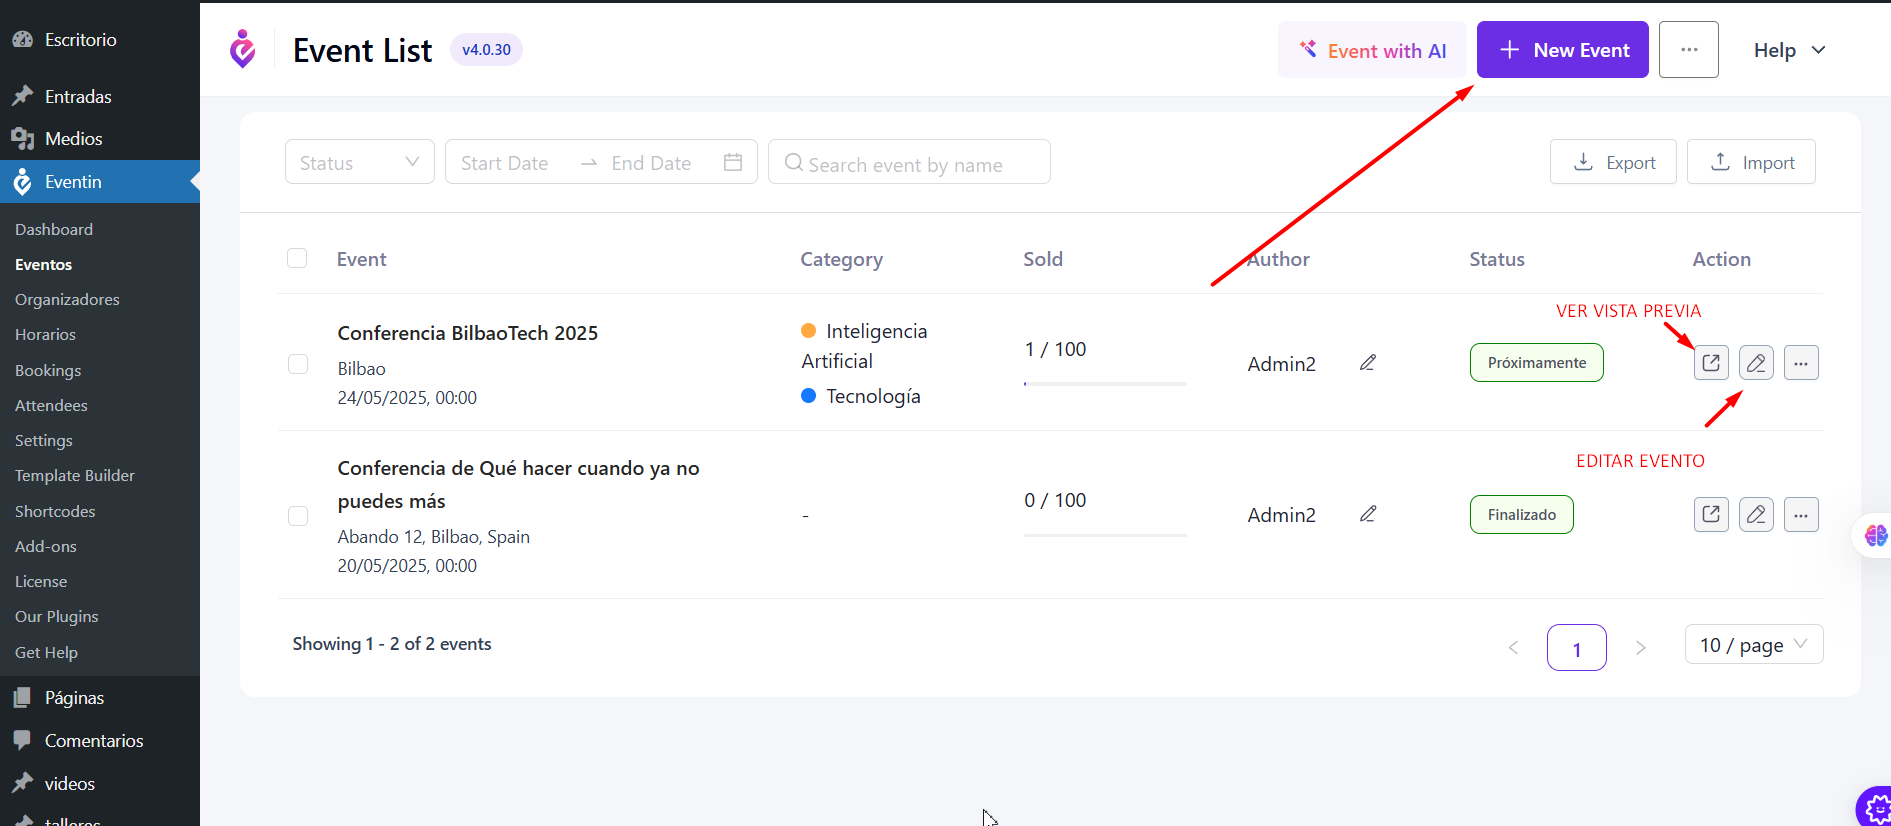 Escritorio
Entradas
Medios
Eventin
Dashboard
Eventos
Organizadores
Horarios
Bookings
Attendees
Settings
Template Builder
Shortcodes
Add-ons
License
Our Plugins
Get Help
Páginas
Comentarios
videos
talleres
Event List
v4.0.30
Event with AI
New Event
Help
Status
Start Date
End Date
Search event by name
Export
Import
Event
Category
Sold
Author
Status
Action
VER VISTA PREVIA
Conferencia BilbaoTech 2025
Bilbao
24/05/2025, 00:00
Inteligencia
Artificial
Tecnología
1 / 100
Admin2
Próximamente
EDITAR EVENTO
Conferencia de Qué hacer cuando ya no
puedes más
Abando 12, Bilbao, Spain
20/05/2025, 00:00
-
0 / 100
Admin2
Finalizado
Showing 1 - 2 of 2 events
1
10 / page